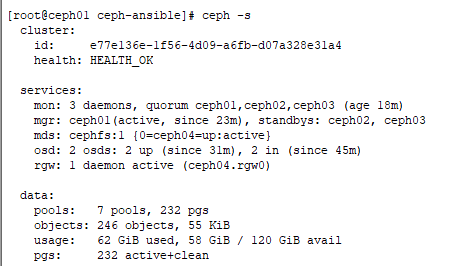 [root@ceph01 ceph-ansible]# ceph -s
cluster:
id: e77e136e-1f56-4d09-a6fb-d07a328e31a4
health: HEALTH_OK
services:
mon: 3 daemons, quorum ceph01,ceph02,ceph03 (age 18m)
mgr: ceph01(active, since 23m), standbys: ceph02, ceph03
mds: cephfs:1 {0=ceph04=up:active}
osd: 2 osds: 2 up (since 31m), 2 in (since 45m)
rgw: 1 daemon active (ceph04.rgw0)
data:
pools: 7 pools, 232 pgs
objects: 246 objects, 55 KiB
usage: 62 GiB used, 58 GiB / 120 GiB avail
pgs: 232 active+clean